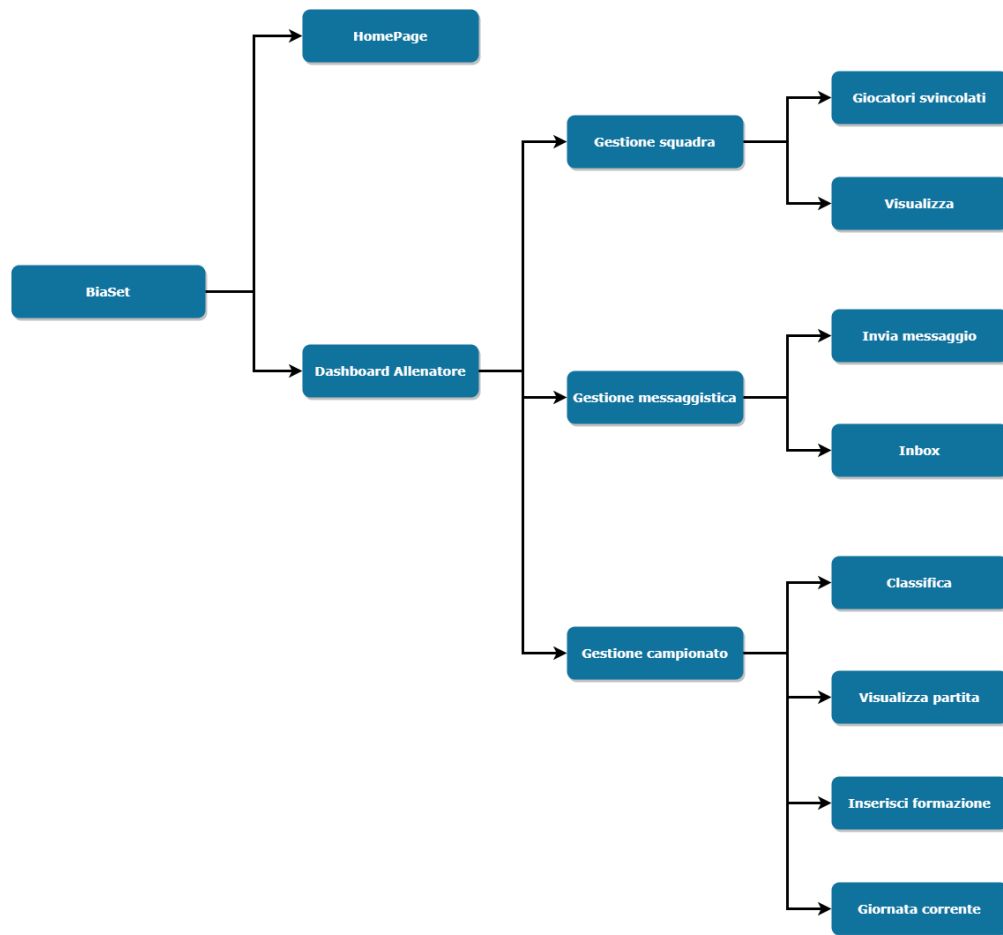 HomePage
Giocatori svincolati
Gestione squadra
Visualizza
BiaSet
Invia messaggio
Dashboard Allenatore
Gestione messaggistica
Inbox
Classifica
Gestione campionato
Visualizza partita
Inserisci formazione
Giornata corrente